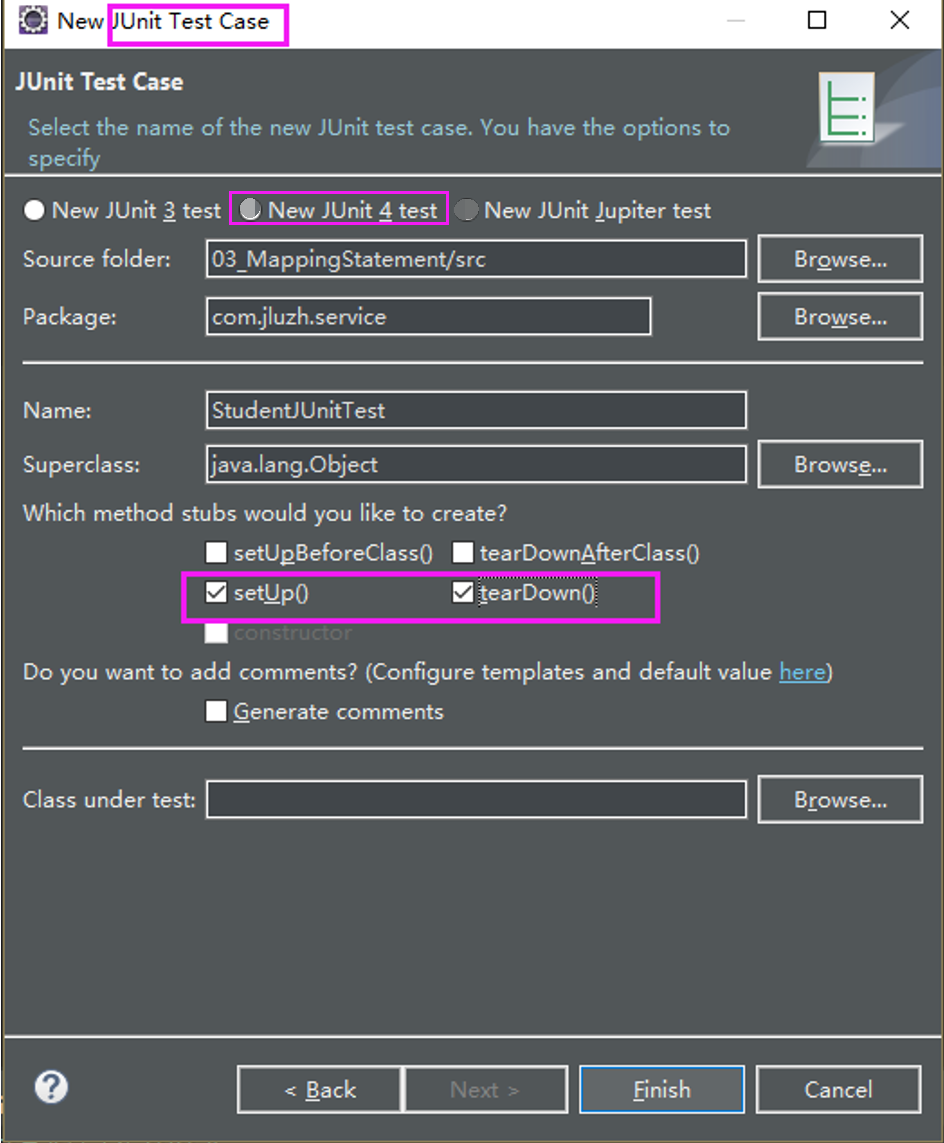 New JUnit Test Case
JUnit Test Case
Select the name of the new JUnit test case. You have the options to
specify
New JUnit 3 test New JUnit 4 test New JUnit Jupiter test
Source folder: 03_MappingStatement/src Browse...
Package: com.jluzh.service Browse...
Name: StudentJUnitTest
Superclass: java.lang.Object Browse...
Which method stubs would you like to create?
setUpBeforeClass() tearDownAfterClass()
setUp() tearDown()
constructor
Do you want to add comments? (Configure templates and default value here)
Generate comments
Class under test: Browse...
? < Back Next > Finish Cancel